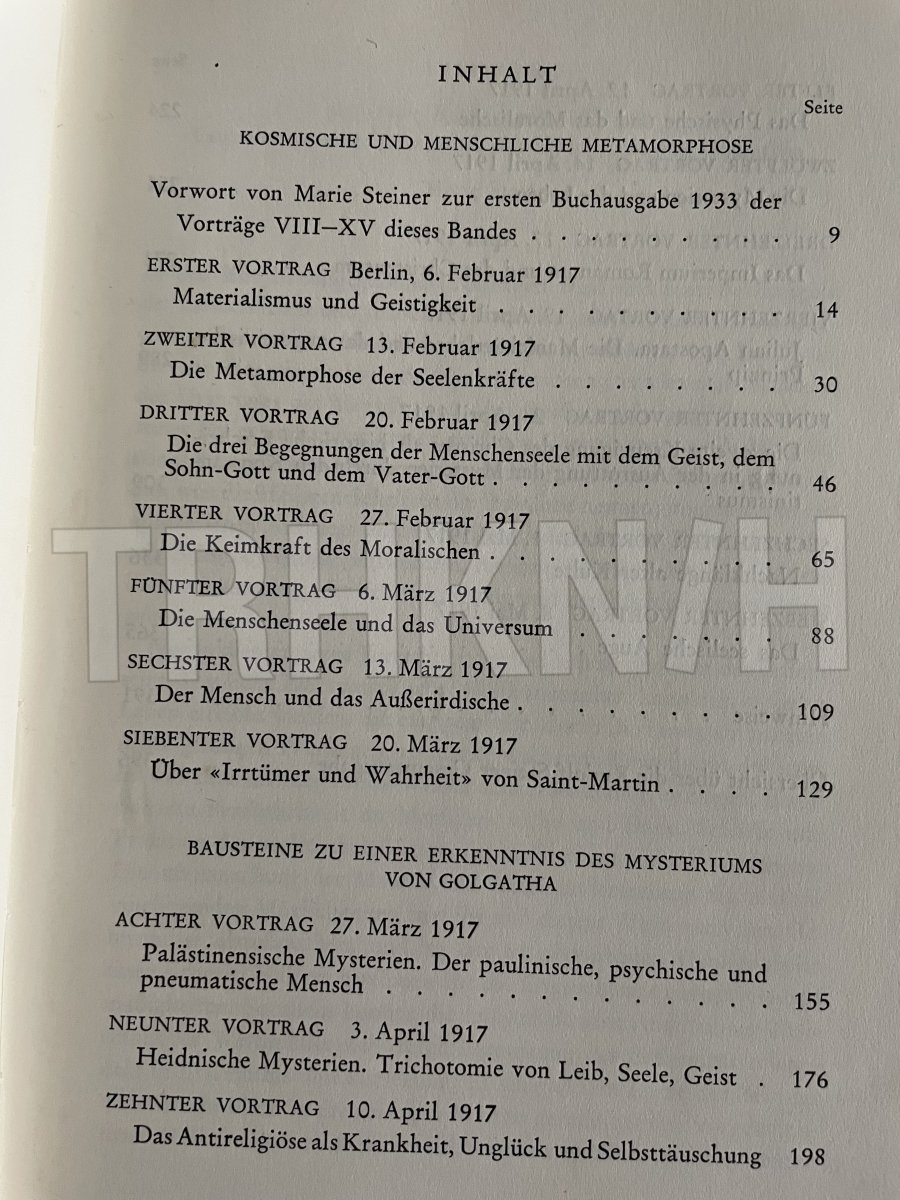 INHALT
Seite
KOSMISCHE UND MENSCHLICHE METAMORPHOSE
Vorwort von Marie Steiner zur ersten Buchausgabe 1933 der
Vorträge VIII—XV dieses Bandes . . . . . . . . . 9
ERSTER VORTRAG Berlin, 6. Februar 1917
Materialismus und Geistigkeit . . . . . . . . . . 14
ZWEITER VORTRAG 13. Februar 1917
Die Metamorphose der Seelenkräfte . . . . . . . . 30
DRITTER VORTRAG 20. Februar 1917
Die drei Begegnungen der Menschenseele mit dem Geist, dem
Sohn-Gott und dem Vater-Gott . . . . . . . . . . 46
VIERTER VORTRAG 27. Februar 1917
Die Keimkraft des Moralischen . . . . . . . . . . 65
FÜNFTER VORTRAG 6. März 1917
Die Menschenseele und das Universum . . . . . . . 88
SECHSTER VORTRAG 13. März 1917
Der Mensch und das Außerirdische . . . . . . . . . 109
SIEBENTER VORTRAG 20. März 1917
Über «Irrtümer und Wahrheit» von Saint-Martin . . . . 129
BAUSTEINE ZU EINER ERKENNTNIS DES MYSTERIUMS
VON GOLGATHA
ACHTER VORTRAG 27. März 1917
Palästinensische Mysterien. Der paulinische, psychische und
pneumatische Mensch . . . . . . . . . . . . . 155
NEUNTER VORTRAG 3. April 1917
Heidnische Mysterien. Trichotomie von Leib, Seele, Geist . 176
ZEHNTER VORTRAG 10. April 1917
Das Antireligiöse als Krankheit, Unglück und Selbsttäuschung 198